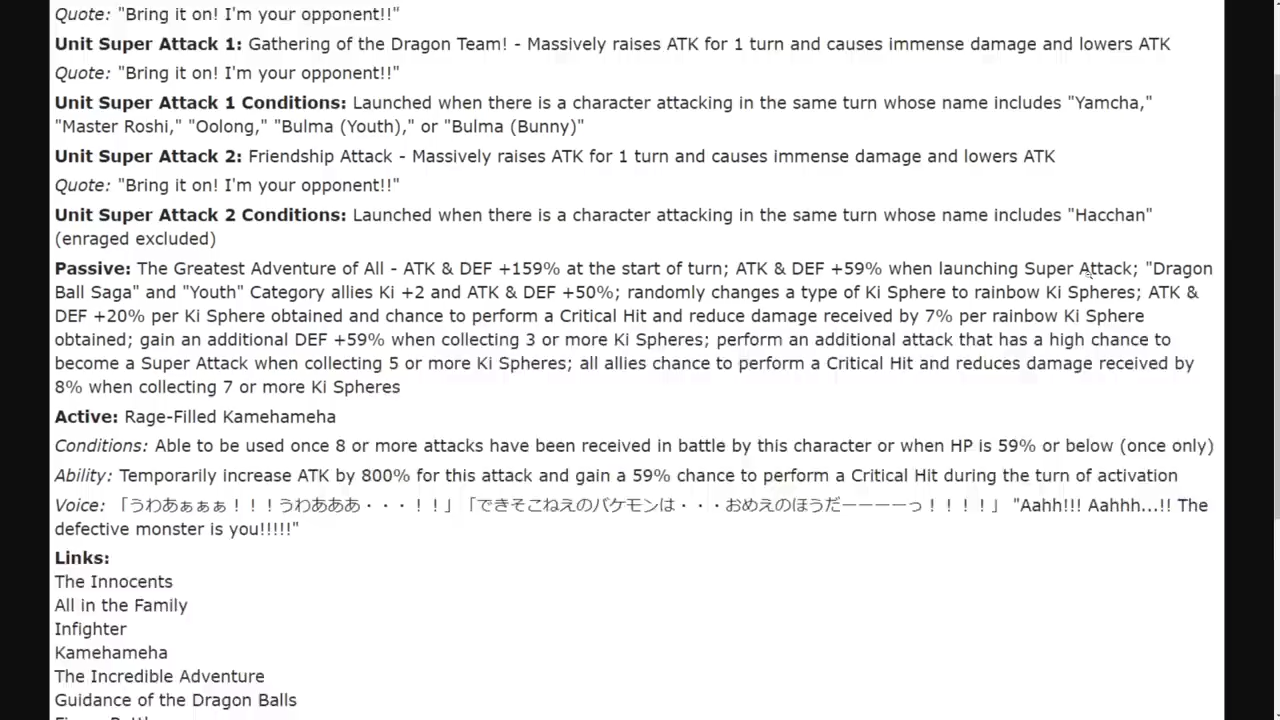 Quote: "Bring it on! I'm your opponent!!"
Unit Super Attack 1: Gathering of the Dragon Team! - Massively raises ATK for 1 turn and causes immense damage and lowers ATK
Quote: "Bring it on! I'm your opponent!!"
Unit Super Attack 1 Conditions: Launched when there is a character attacking in the same turn whose name includes "Yamcha,"
"Master Roshi," "Oolong," "Bulma (Youth)," or "Bulma (Bunny)"
Unit Super Attack 2: Friendship Attack - Massively raises ATK for 1 turn and causes immense damage and lowers ATK
Quote: "Bring it on! I'm your opponent!!"
Unit Super Attack 2 Conditions: Launched when there is a character attacking in the same turn whose name includes "Hacchan"
(enraged excluded)
Passive: The Greatest Adventure of All - ATK & DEF +159% at the start of turn; ATK & DEF +59% when launching Super Attack; "Dragon
Ball Saga" and "Youth" Category allies Ki +2 and ATK & DEF +50%; randomly changes a type of Ki Sphere to rainbow Ki Spheres; ATK &
DEF +20% per Ki Sphere obtained and chance to perform a Critical Hit and reduce damage received by 7% per rainbow Ki Sphere
obtained; gain an additional DEF +59% when collecting 3 or more Ki Spheres; perform an additional attack that has a high chance to
become a Super Attack when collecting 5 or more Ki Spheres; all allies chance to perform a Critical Hit and reduces damage received by
8% when collecting 7 or more Ki Spheres
Active: Rage-Filled Kamehameha
Conditions: Able to be used once 8 or more attacks have been received in battle by this character or when HP is 59% or below (once only)
Ability: Temporarily increase ATK by 800% for this attack and gain a 59% chance to perform a Critical Hit during the turn of activation
Voice: 「うわあぁぁぁ！！！うわあああ・・・！！」「できそこねえのバケモンは・・・おめえのほうだーーーーっ！！！！」 "Aahh!!! Aahhh...!! The
defective monster is you!!!!!"
Links:
The Innocents
All in the Family
Infighter
Kamehameha
The Incredible Adventure
Guidance of the Dragon Balls